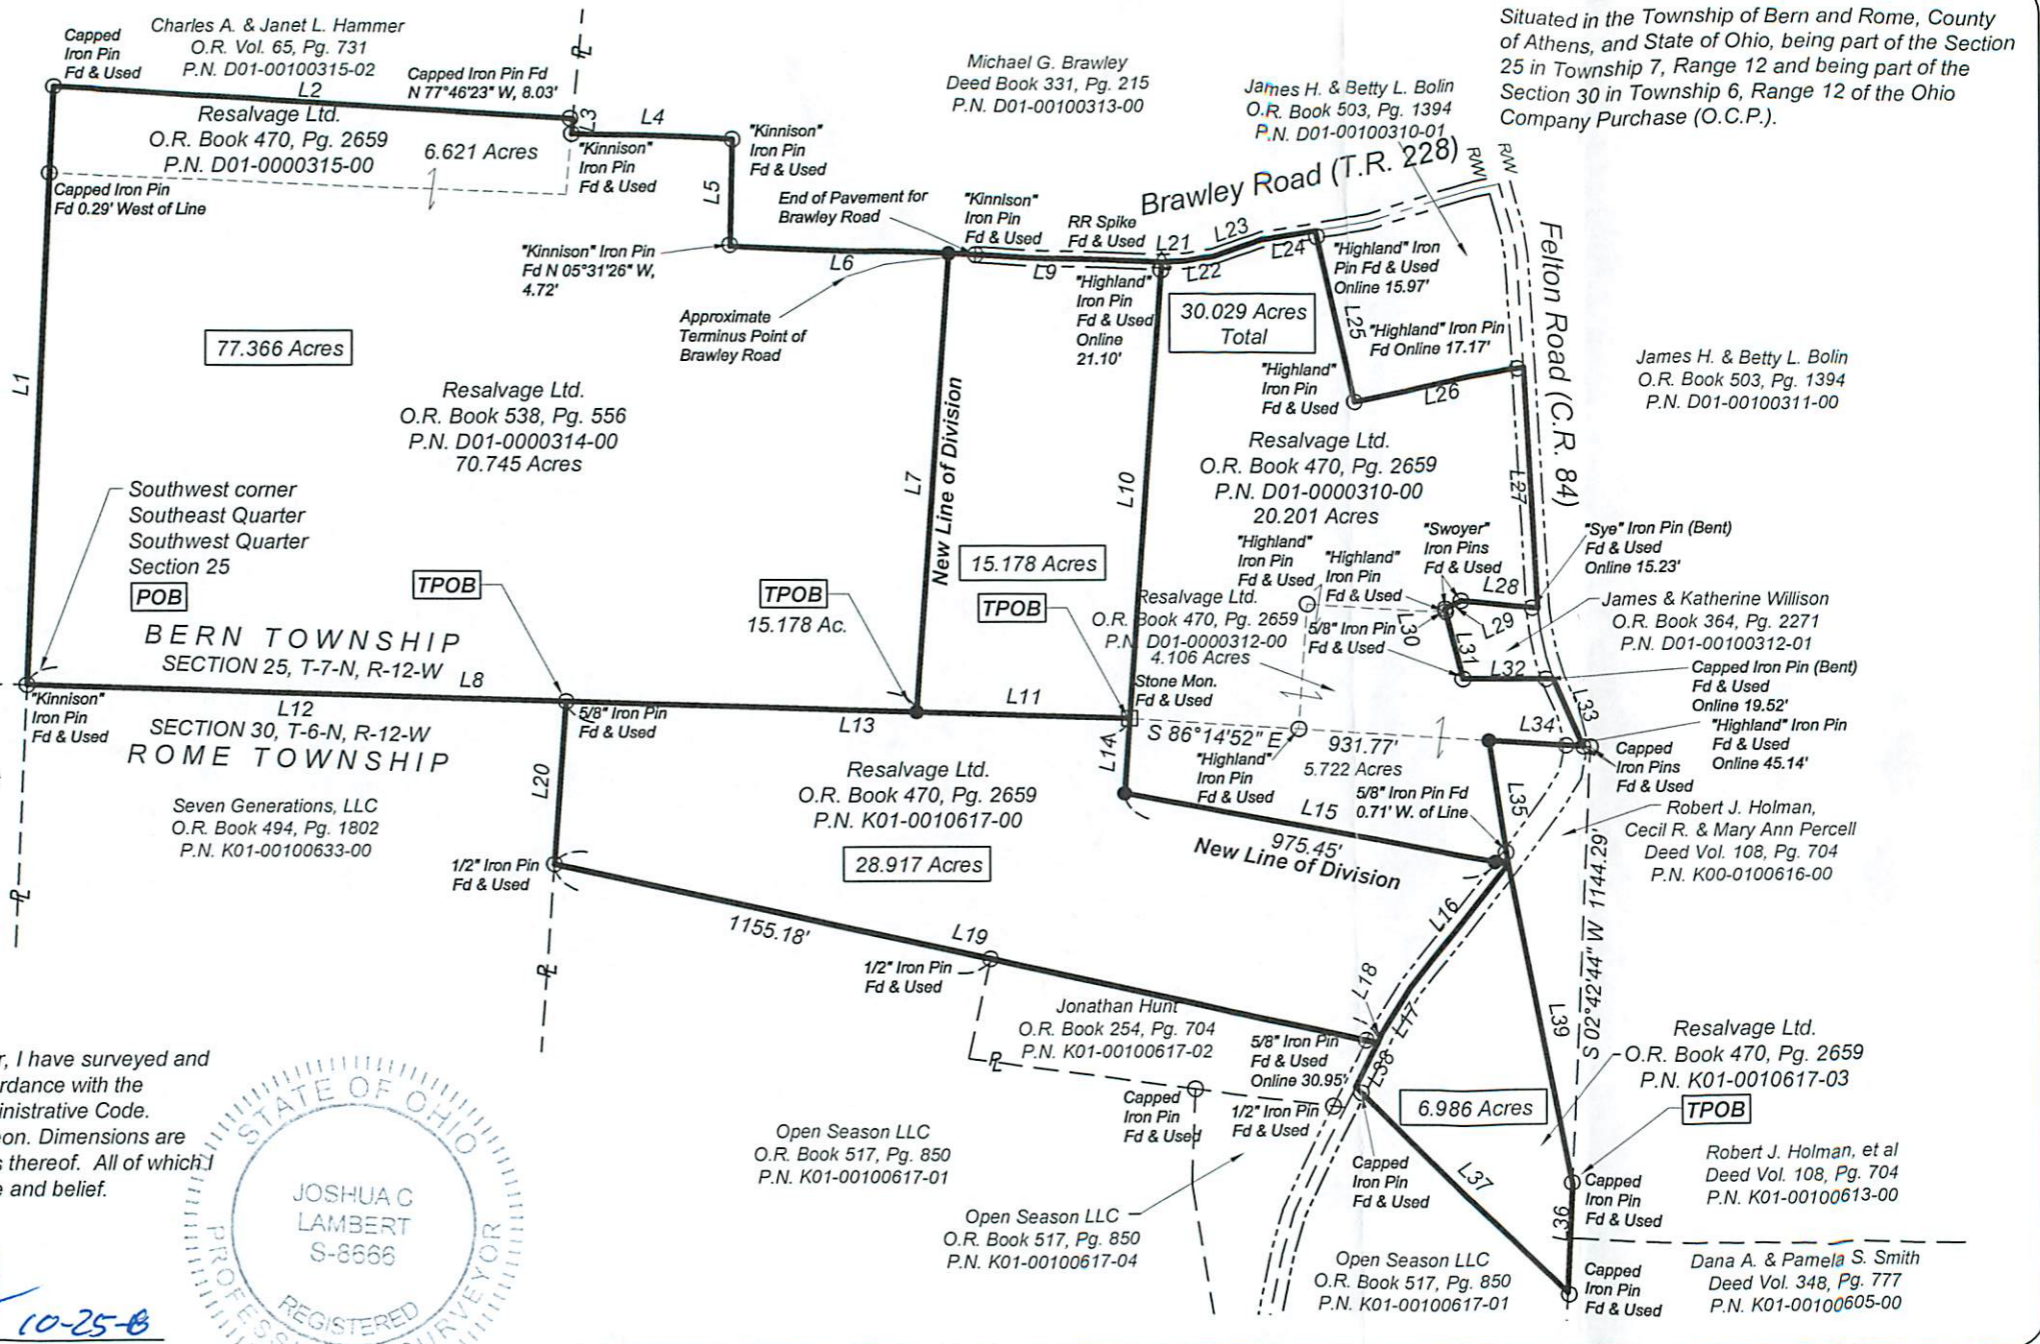 Situated in the Township of Bern and Rome, County
of Athens, and State of Ohio, being part of the Section
25 in Township 7, Range 12 and being part of the
Section 30 in Township 6, Range 12 of the Ohio
Company Purchase (O.C.P.).
Capped
Iron Pin
Fd & Used
Charles A. & Janet L. Hammer
O.R. Vol. 65, Pg. 731
P.N. D01-00100315-02
Capped Iron Pin Fd
N 77°46'23" W, 8.03'
PL
L2
L3
L4
Resalvage Ltd.
O.R. Book 470, Pg. 2659
P.N. D01-0000315-00
6.621 Acres
"Kinnison"
Iron Pin
Fd & Used
"Kinnison"
Iron Pin
Fd & Used
Michael G. Brawley
Deed Book 331, Pg. 215
P.N. D01-00100313-00
James H. & Betty L. Bolin
O.R. Book 503, Pg. 1394
P.N. D01-00100310-01
Capped Iron Pin
Fd 0.29' West of Line
L5
End of Pavement for
Brawley Road
"Kinnison"
Iron Pin
Fd & Used
RR Spike
Fd & Used
Brawley Road (T.R. 228)
RW
RW
Felton Road (C.R. 84)
"Kinnison" Iron Pin
Fd N 05°31'26" W,
4.72'
L6
L9
L21
L22
L23
L24
"Highland" Iron
Pin Fd & Used
Online 15.97'
Approximate
Terminus Point of
Brawley Road
"Highland"
Iron Pin
Fd & Used
Online
21.10'
30.029 Acres
Total
L25
"Highland" Iron Pin
Fd Online 17.17'
77.366 Acres
L1
"Highland"
Iron Pin
Fd & Used
L26
James H. & Betty L. Bolin
O.R. Book 503, Pg. 1394
P.N. D01-00100311-00
Resalvage Ltd.
O.R. Book 538, Pg. 556
P.N. D01-0000314-00
70.745 Acres
L7
New Line of Division
L10
Resalvage Ltd.
O.R. Book 470, Pg. 2659
P.N. D01-0000310-00
20.201 Acres
L27
Southwest corner
Southeast Quarter
Southwest Quarter
Section 25
POB
TPOB
TPOB
15.178 Ac.
15.178 Acres
TPOB
"Highland"
Iron Pin
Fd & Used
"Highland"
Iron Pin
Fd & Used
"Swoyer"
Iron Pins
Fd & Used
"Sye" Iron Pin (Bent)
Fd & Used
Online 15.23'
L28
L29
L30
L31
L32
James & Katherine Willison
O.R. Book 364, Pg. 2271
P.N. D01-00100312-01
Resalvage Ltd.
O.R. Book 470, Pg. 2659
P.N. D01-0000312-00
4.106 Acres
5/8" Iron Pin
Fd & Used
Capped Iron Pin (Bent)
Fd & Used
Online 19.52'
BERN TOWNSHIP
SECTION 25, T-7-N, R-12-W
L8
L11
Stone Mon.
Fd & Used
L33
"Highland" Iron Pin
Fd & Used
Online 45.14'
"Kinnison"
Iron Pin
Fd & Used
L12
SECTION 30, T-6-N, R-12-W
ROME TOWNSHIP
5/8" Iron Pin
Fd & Used
L13
L14
S 86°14'52" E
931.77'
L34
Capped
Iron Pins
Fd & Used
"Highland"
Iron Pin
Fd & Used
5.722 Acres
5/8" Iron Pin Fd
0.71' W. of Line
L35
Seven Generations, LLC
O.R. Book 494, Pg. 1802
P.N. K01-00100633-00
L20
Resalvage Ltd.
O.R. Book 470, Pg. 2659
P.N. K01-0010617-00
28.917 Acres
L15
975.45'
New Line of Division
Robert J. Holman,
Cecil R. & Mary Ann Percell
Deed Vol. 108, Pg. 704
P.N. K00-0100616-00
1/2" Iron Pin
Fd & Used
PL
PL
1155.18'
L19
1/2" Iron Pin
Fd & Used
L16
L17
L18
L39
S 02°42'44" W 1144.29'
Jonathan Hunt
O.R. Book 254, Pg. 704
P.N. K01-00100617-02
PL
5/8" Iron Pin
Fd & Used
Online 30.95'
L38
Resalvage Ltd.
O.R. Book 470, Pg. 2659
P.N. K01-0010617-03
TPOB
Capped
Iron Pin
Fd & Used
1/2" Iron Pin
Fd & Used
6.986 Acres
Open Season LLC
O.R. Book 517, Pg. 850
P.N. K01-00100617-01
Capped
Iron Pin
Fd & Used
L37
Capped
Iron Pin
Fd & Used
Robert J. Holman, et al
Deed Vol. 108, Pg. 704
P.N. K01-00100613-00
L36
Open Season LLC
O.R. Book 517, Pg. 850
P.N. K01-00100617-04
Open Season LLC
O.R. Book 517, Pg. 850
P.N. K01-00100617-01
Capped
Iron Pin
Fd & Used
Dana A. & Pamela S. Smith
Deed Vol. 348, Pg. 777
P.N. K01-00100605-00
I have surveyed and
with the
Code.
Dimensions are
thereof. All of which I
and belief.
STATE OF OHIO
JOSHUA C
LAMBERT
S-8666
REGISTERED
SURVEYOR